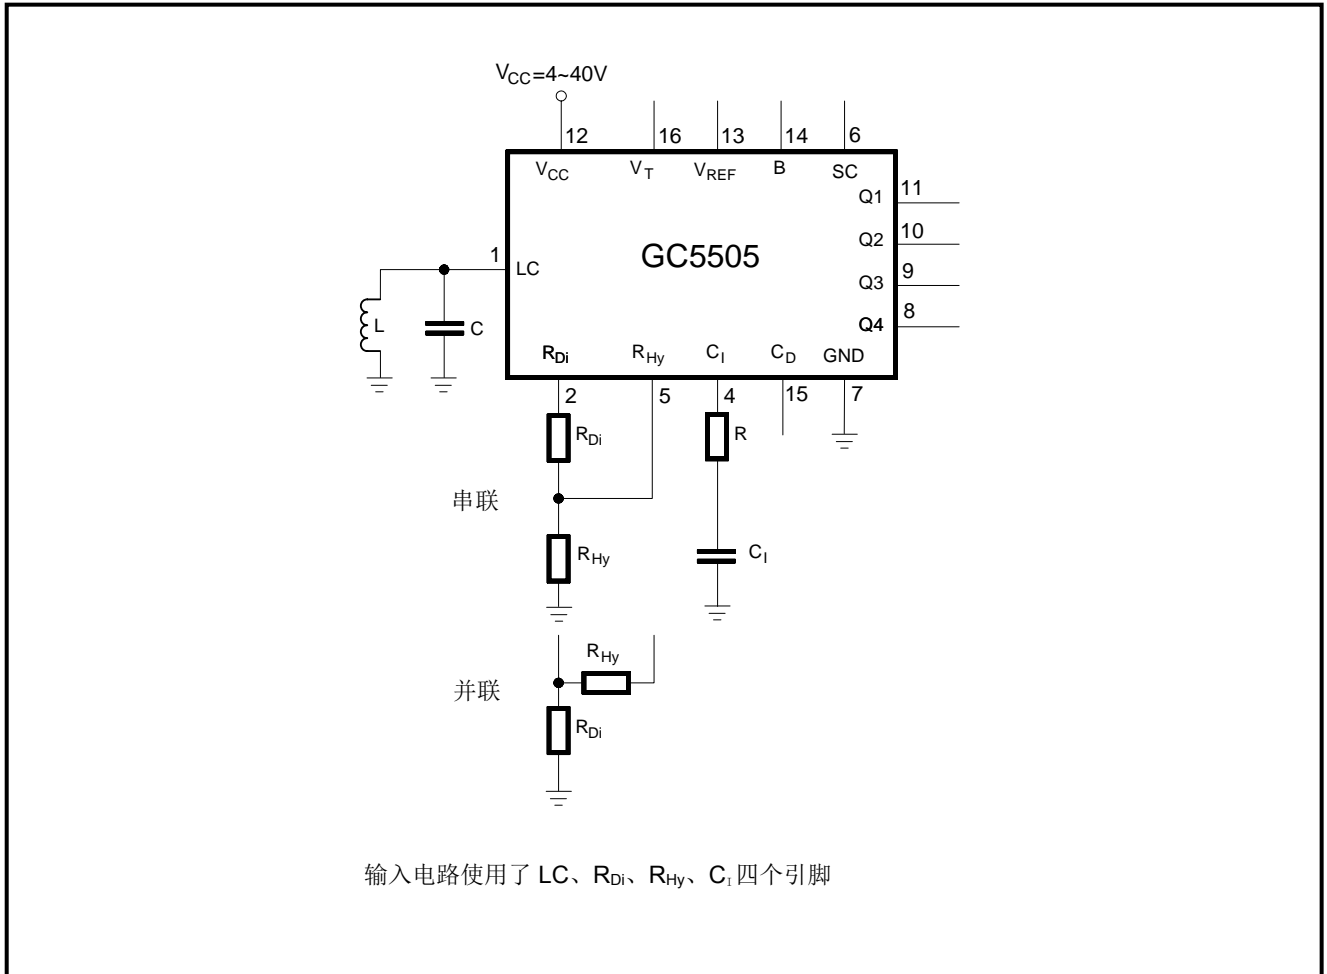 VCC=4~40V
12 16 13 14 6
VCC VT VREF B SC
Q1 11
Q2 10
Q3 9
Q4 8
GC5505
1 LC
L C
RDi RHy CI CD GND
2 5 4 15 7
RDi R
串联
RHy CI
RHy
并联
RDi
输入电路使用了 LC、RDi、RHy、CI 四个引脚